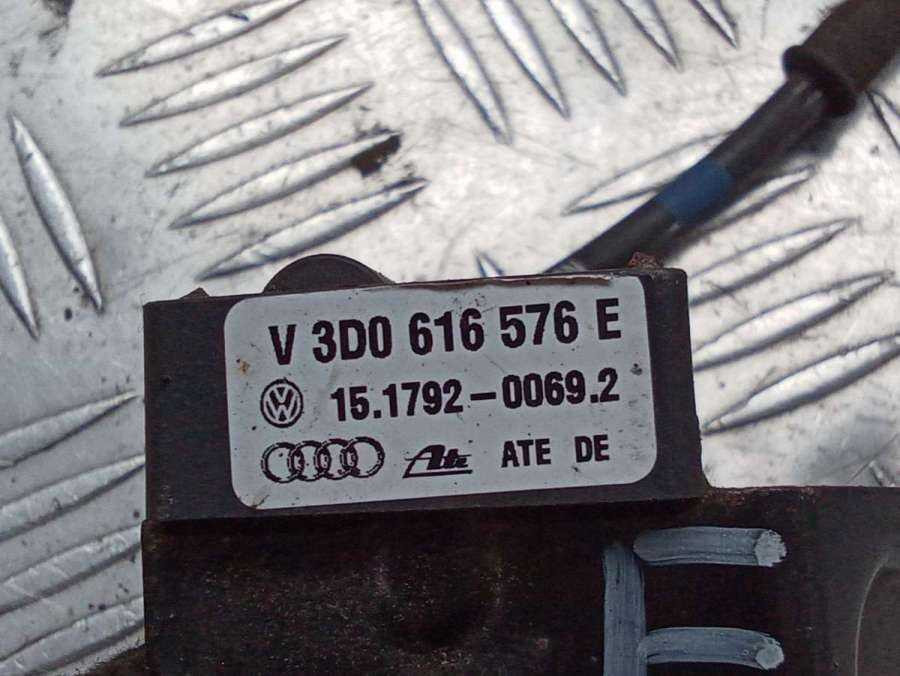 V 3D0 616 576 E
15.1792-0069.2
Ate ATE DE
E